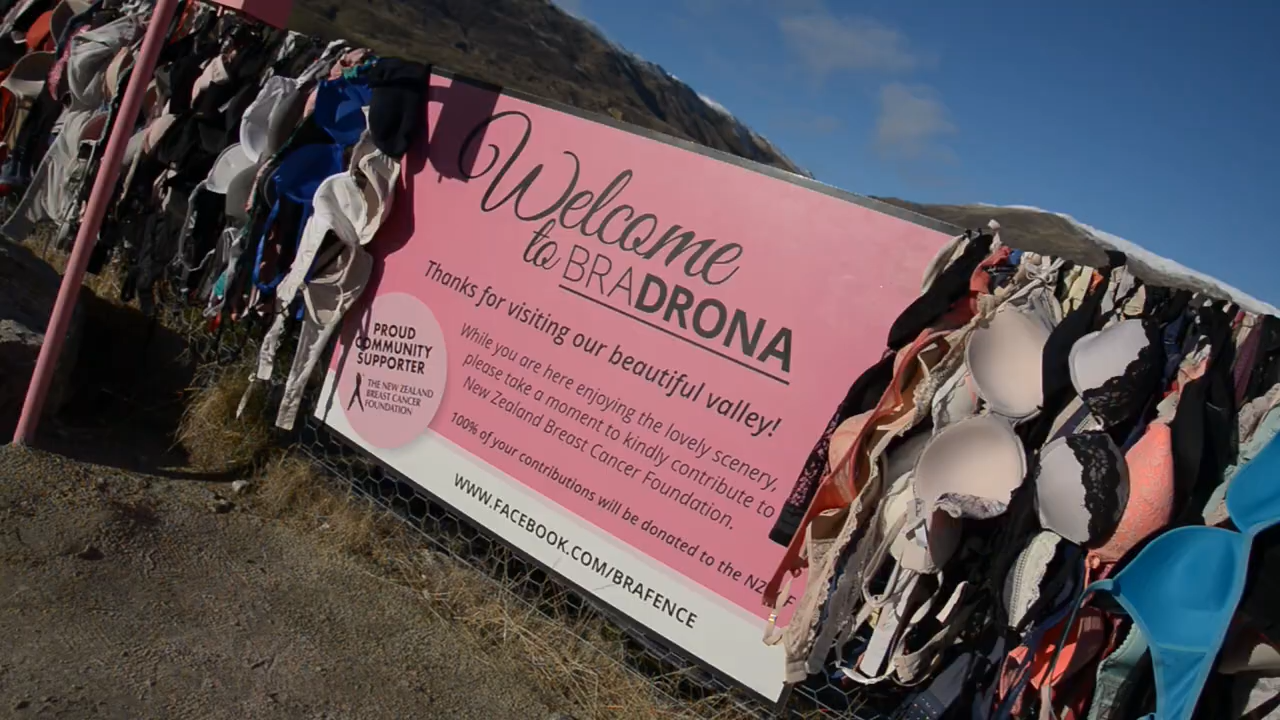 Welcome
to BRADRONA
Thanks for visiting our beautiful valley!
While you are here enjoying the lovely scenery,
please take a moment to kindly contribute to
New Zealand Breast Cancer Foundation.
100% of your contributions will be donated to the
WWW.FACEBOOK.COM/BRAFENCE
PROUD
COMMUNITY
SUPPORTER
THE NEW ZEALAND
BREAST CANCER
FOUNDATION